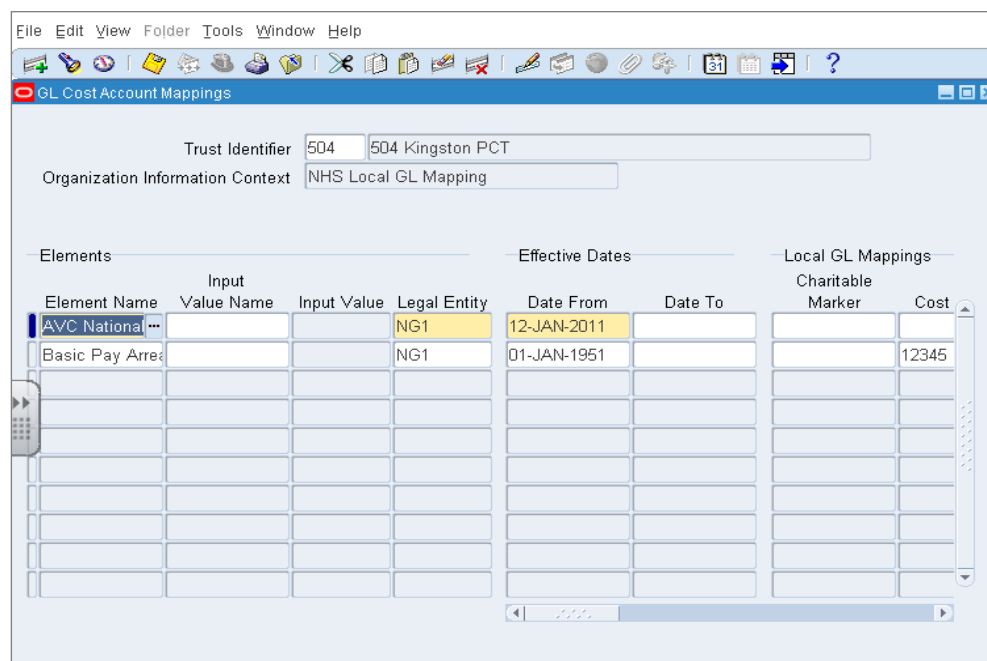 File Edit View Folder Tools Window Help
31 ?
GL Cost Account Mappings
Trust Identifier 504 504 Kingston PCT
Organization Information Context NHS Local GL Mapping
Elements Effective Dates Local GL Mappings
Input Charitable
Element Name Value Name Input Value Legal Entity Date From Date To Marker Cost
AVC National ... NG1 12-JAN-2011
Basic Pay Arrea NG1 01-JAN-1951 12345